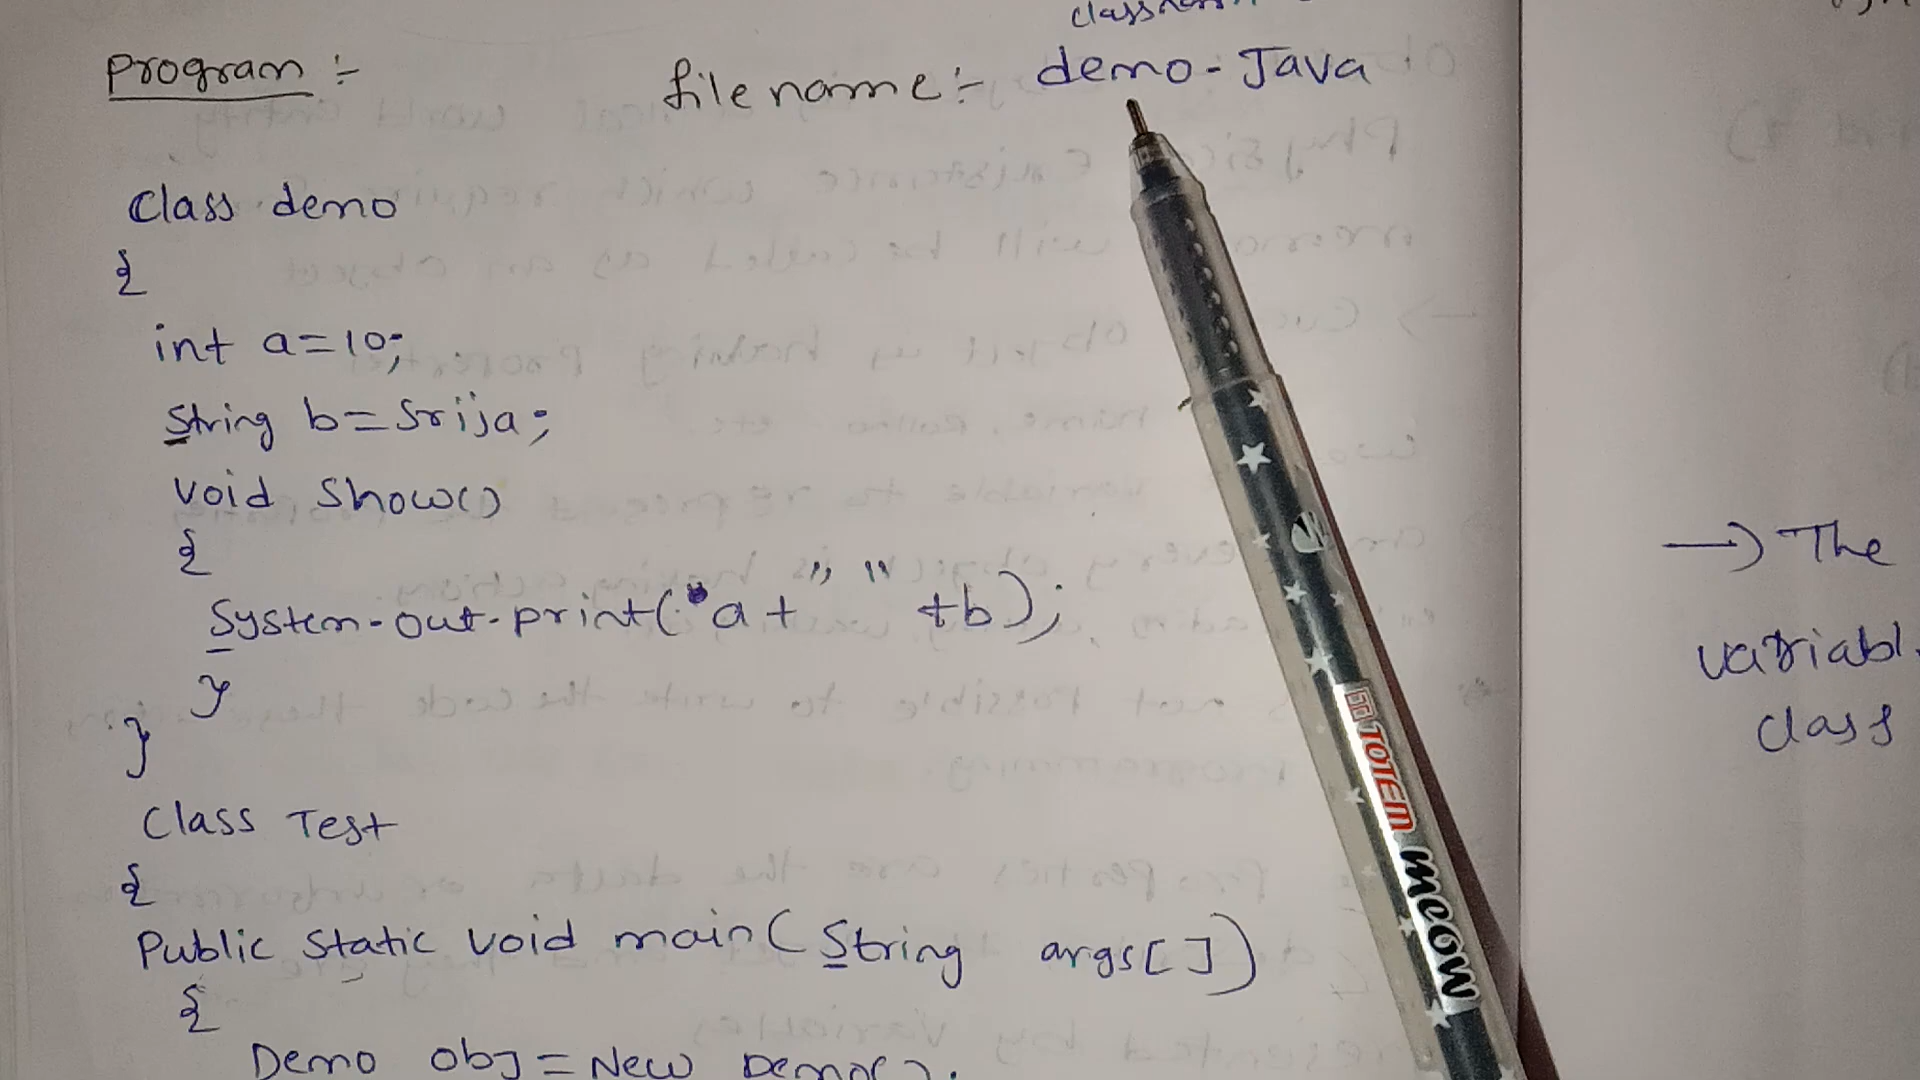 Program :-
file name :- demo-Java
class demo
{
int a=10;
String b=Srija;
void show()
{
System-out-print("a+" "+b);
}
}
class Test
{
Public static void main(String args[])
{
Demo obj = New Demo();
→ The
variabl
class
TOTEM
meow